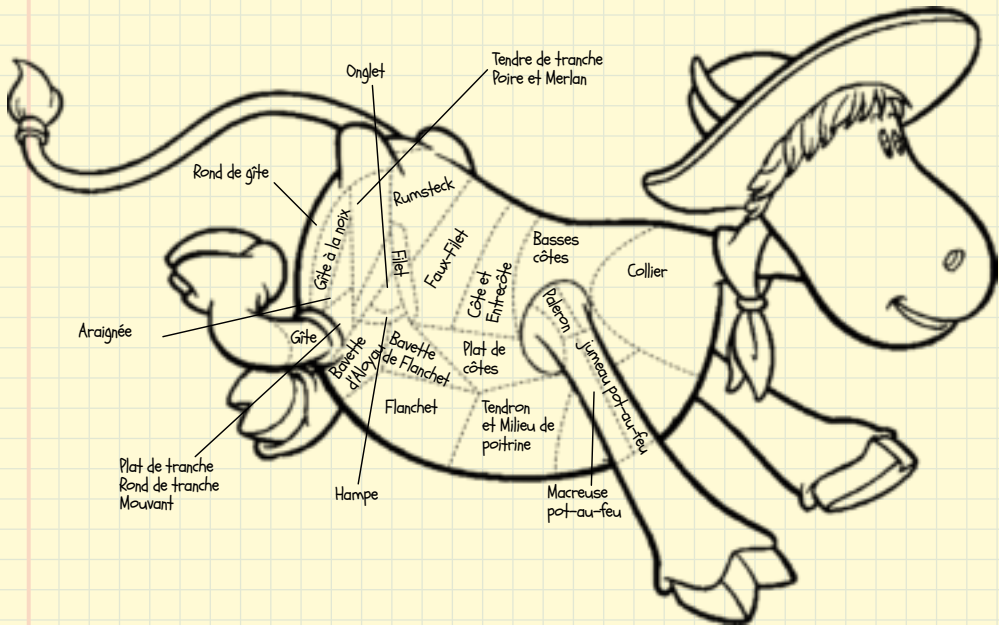 Onglet
Tendre de tranche
Poire et Merlan
Rond de gîte
Rumsteck
Gîte à la noix
Filet
Faux-Filet
Côte et
Entrecôte
Basses
côtes
Collier
Paleron
Araignée
Gîte
Bavette
d'Aloyau
Bavette
de Flanchet
Plat de
côtes
jumeau pot-au-feu
Flanchet
Tendron
et Milieu de
poitrine
Plat de tranche
Rond de tranche
Mouvant
Hampe
Macreuse
pot-au-feu